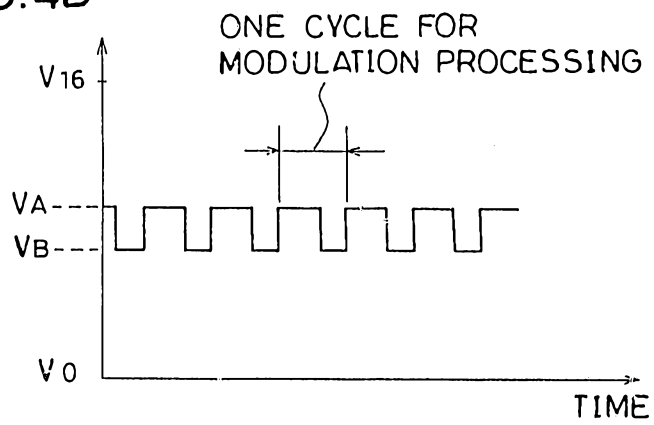 ONE CYCLE FOR
MODULATION PROCESSING
V16
VA
VB
V0
TIME